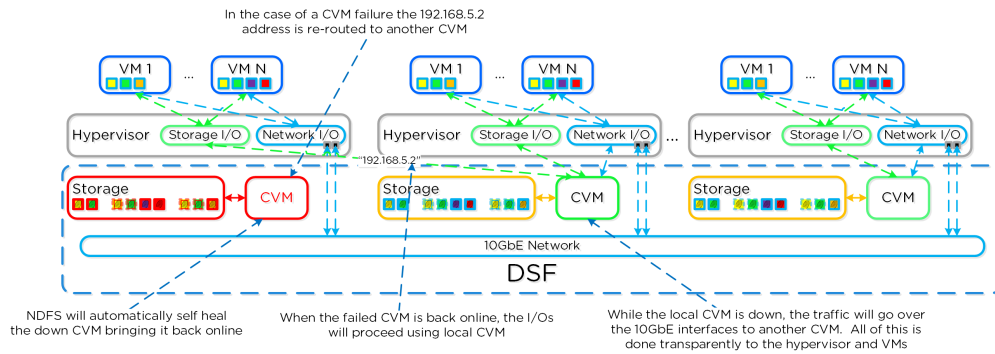 In the case of a CVM failure the 192.168.5.2
address is re-routed to another CVM
VM 1
...
VM N
VM 1
...
VM N
VM 1
...
VM N
Hypervisor
Storage I/O
Network I/O
Hypervisor
Storage I/O
Network I/O
...
Hypervisor
Storage I/O
Network I/O
"192.168.5.2"
Storage
CVM
Storage
CVM
Storage
CVM
10GbE Network
DSF
NDFS will automatically self heal
the down CVM bringing it back online
When the failed CVM is back online, the I/Os
will proceed using local CVM
While the local CVM is down, the traffic will go over
the 10GbE interfaces to another CVM.  All of this is
done transparently to the hypervisor and VMs